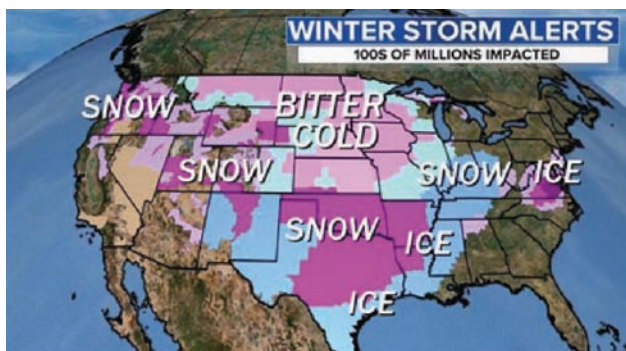 WINTER STORM ALERTS
100S OF MILLIONS IMPACTED
SNOW
BITTER
COLD
SNOW
SNOW
ICE
SNOW
ICE
ICE